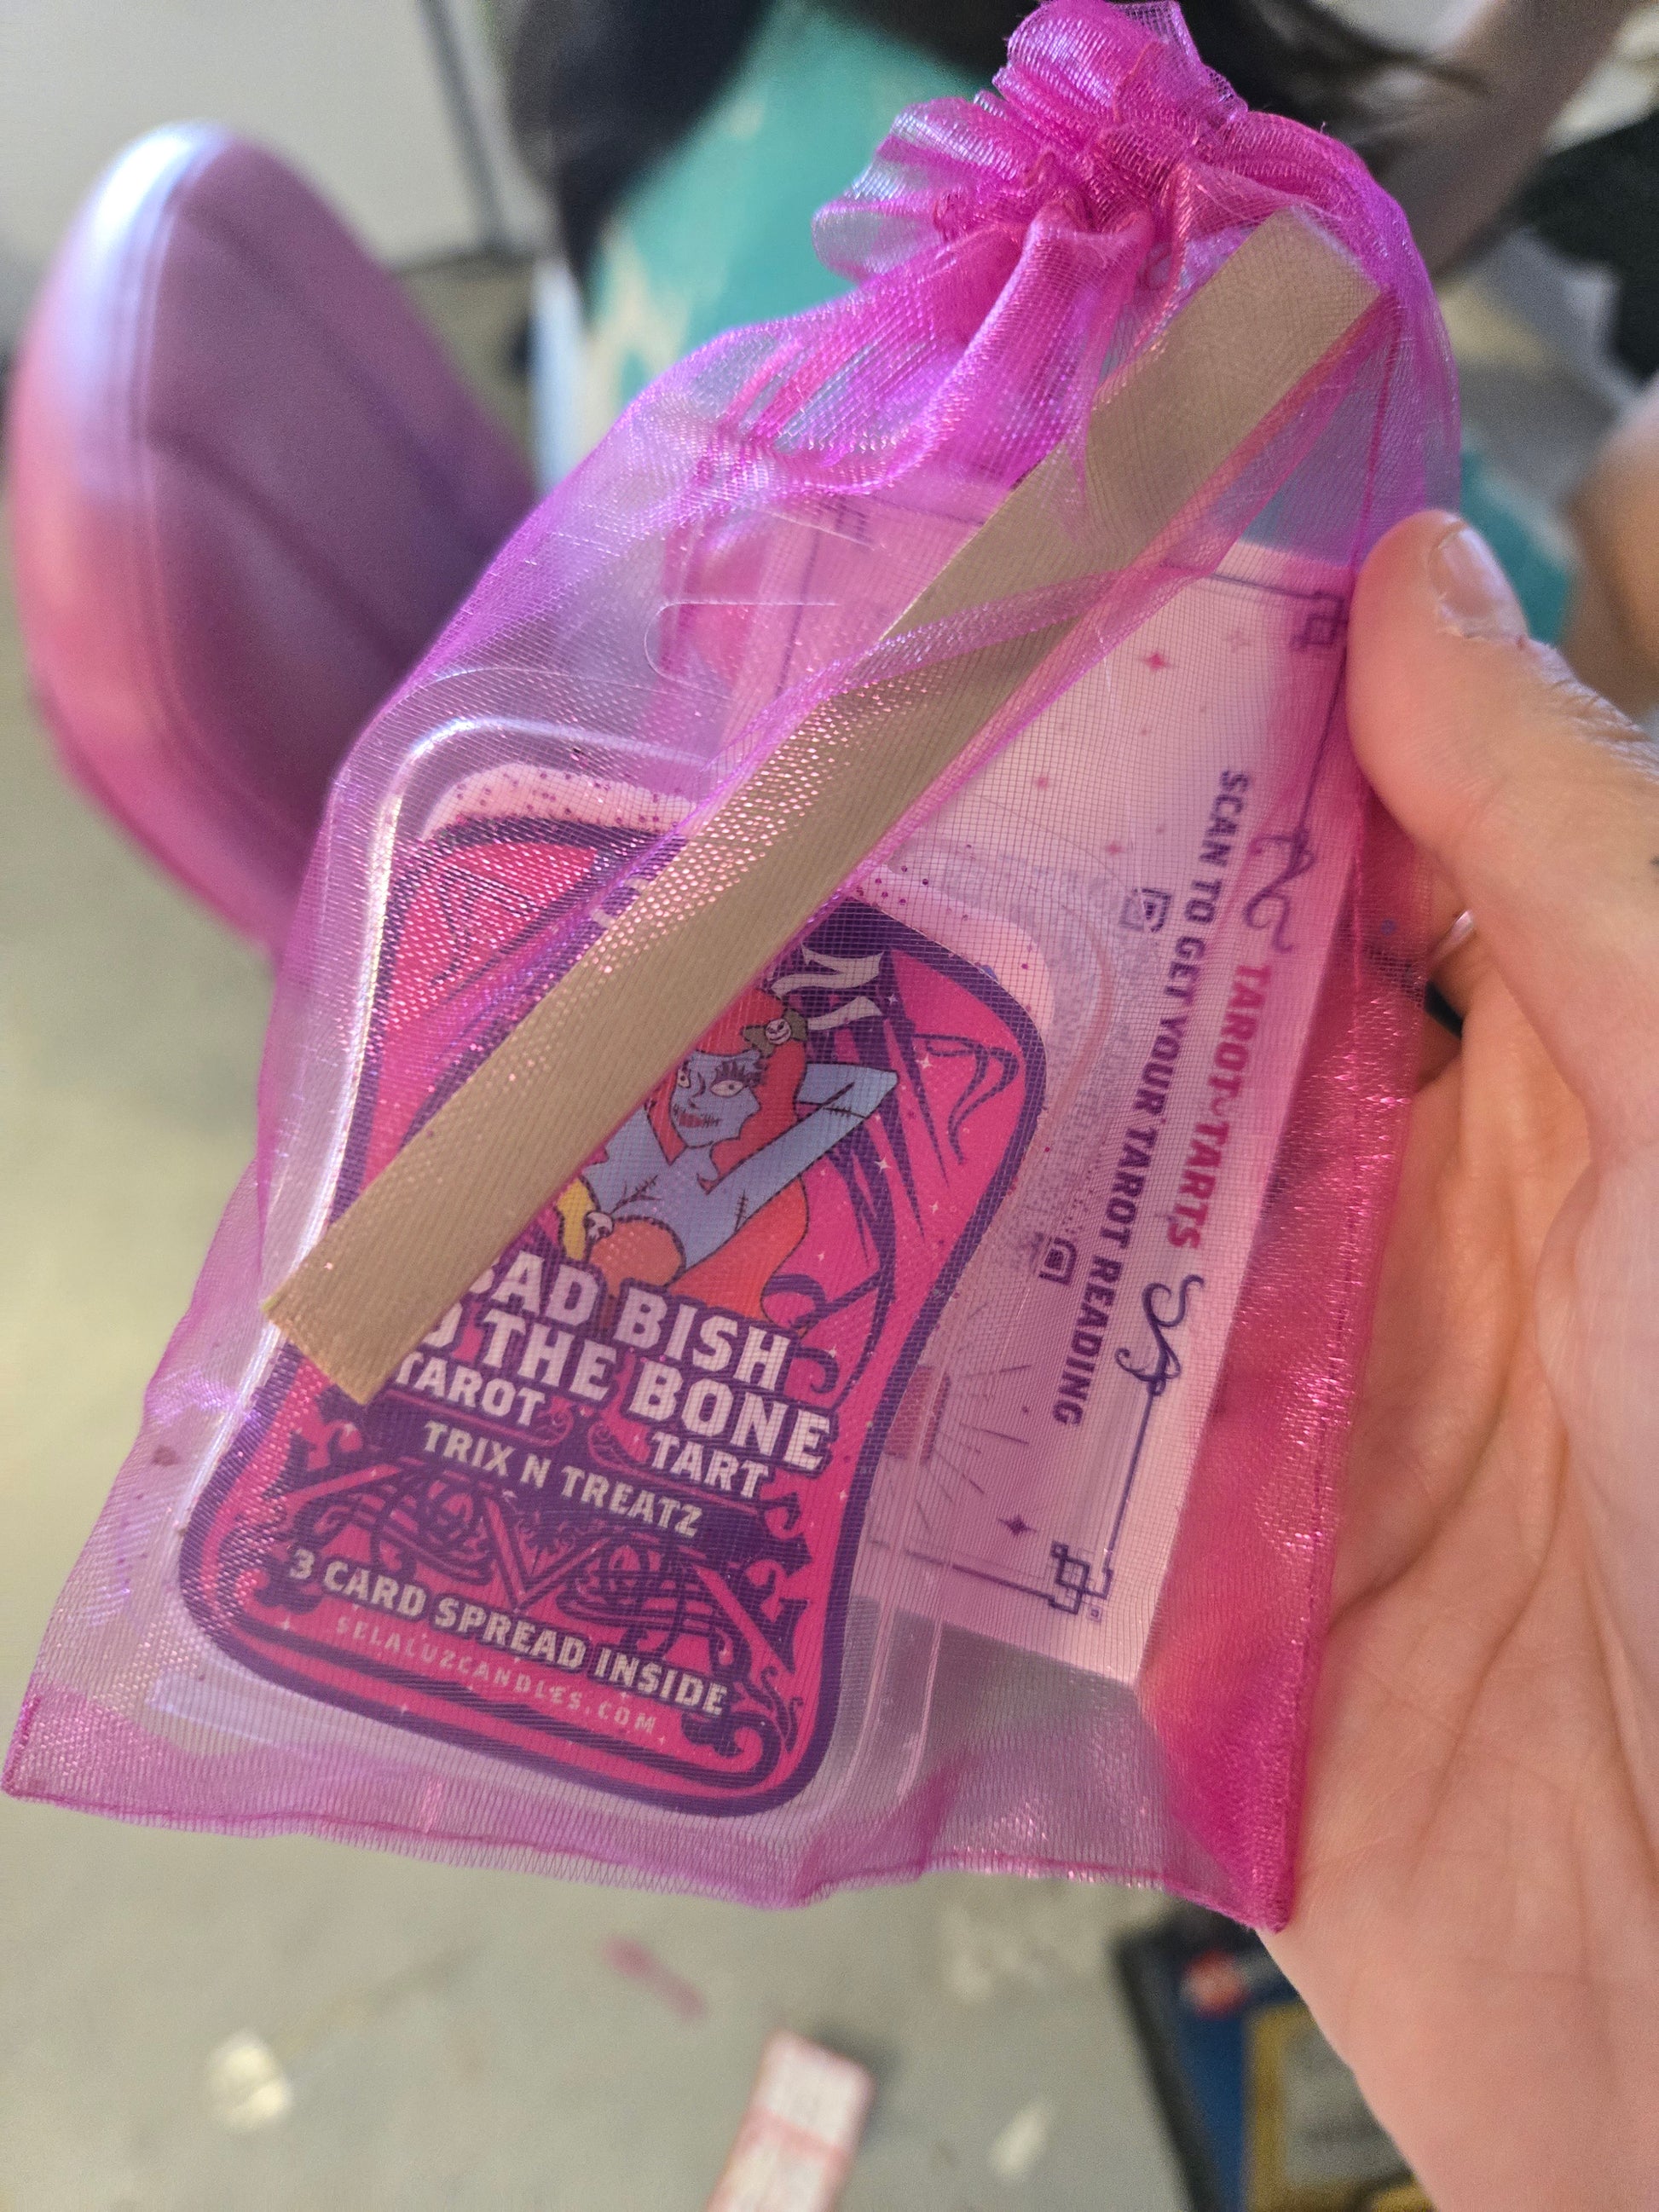 BAD BISH
TO THE BONE
TAROT TART
TRIX N TREATZ
3 CARD SPREAD INSIDE
SELALUZCANDLES.COM
TAROT-TARTS
SCAN TO GET YOUR TAROT READING